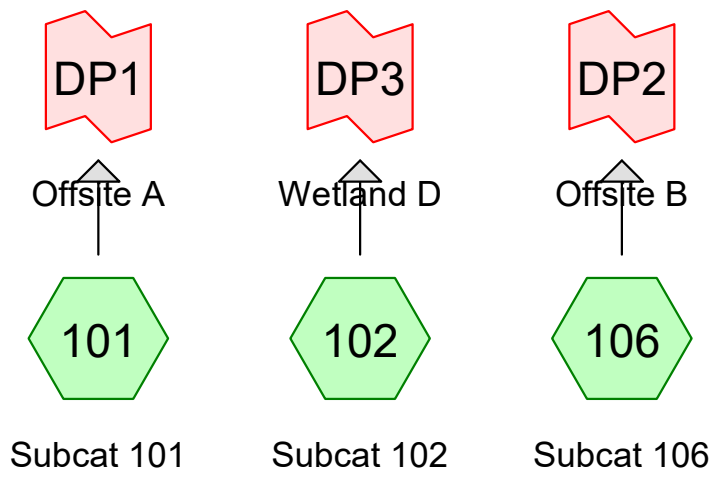 DP1 DP3 DP2
Offsite A Wetland D Offsite B
101 102 106
Subcat 101 Subcat 102 Subcat 106